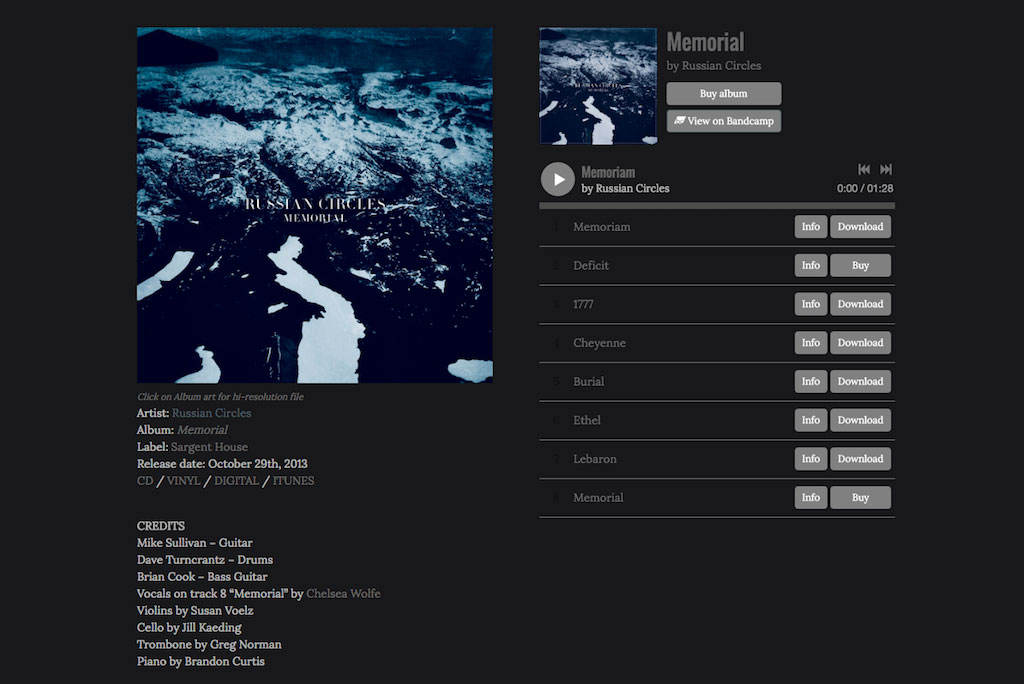 RUSSIAN CIRCLES
MEMORIAL
Click on Album art for hi-resolution file
Artist: Russian Circles
Album: Memorial
Label: Sargent House
Release date: October 29th, 2013
CD / VINYL / DIGITAL / ITUNES
CREDITS
Mike Sullivan – Guitar
Dave Turncrantz – Drums
Brian Cook – Bass Guitar
Vocals on track 8 “Memorial” by Chelsea Wolfe
Violins by Susan Voelz
Cello by Jill Kaeding
Trombone by Greg Norman
Piano by Brandon Curtis
RUSSIAN CIRCLES
MEMORIAL
Memorial
by Russian Circles
Buy album
View on Bandcamp
Memoriam
by Russian Circles
0:00 / 01:28
1 Memoriam Info Download
2 Deficit Info Buy
3 1777 Info Download
4 Cheyenne Info Download
5 Burial Info Download
6 Ethel Info Download
7 Lebaron Info Download
8 Memorial Info Buy